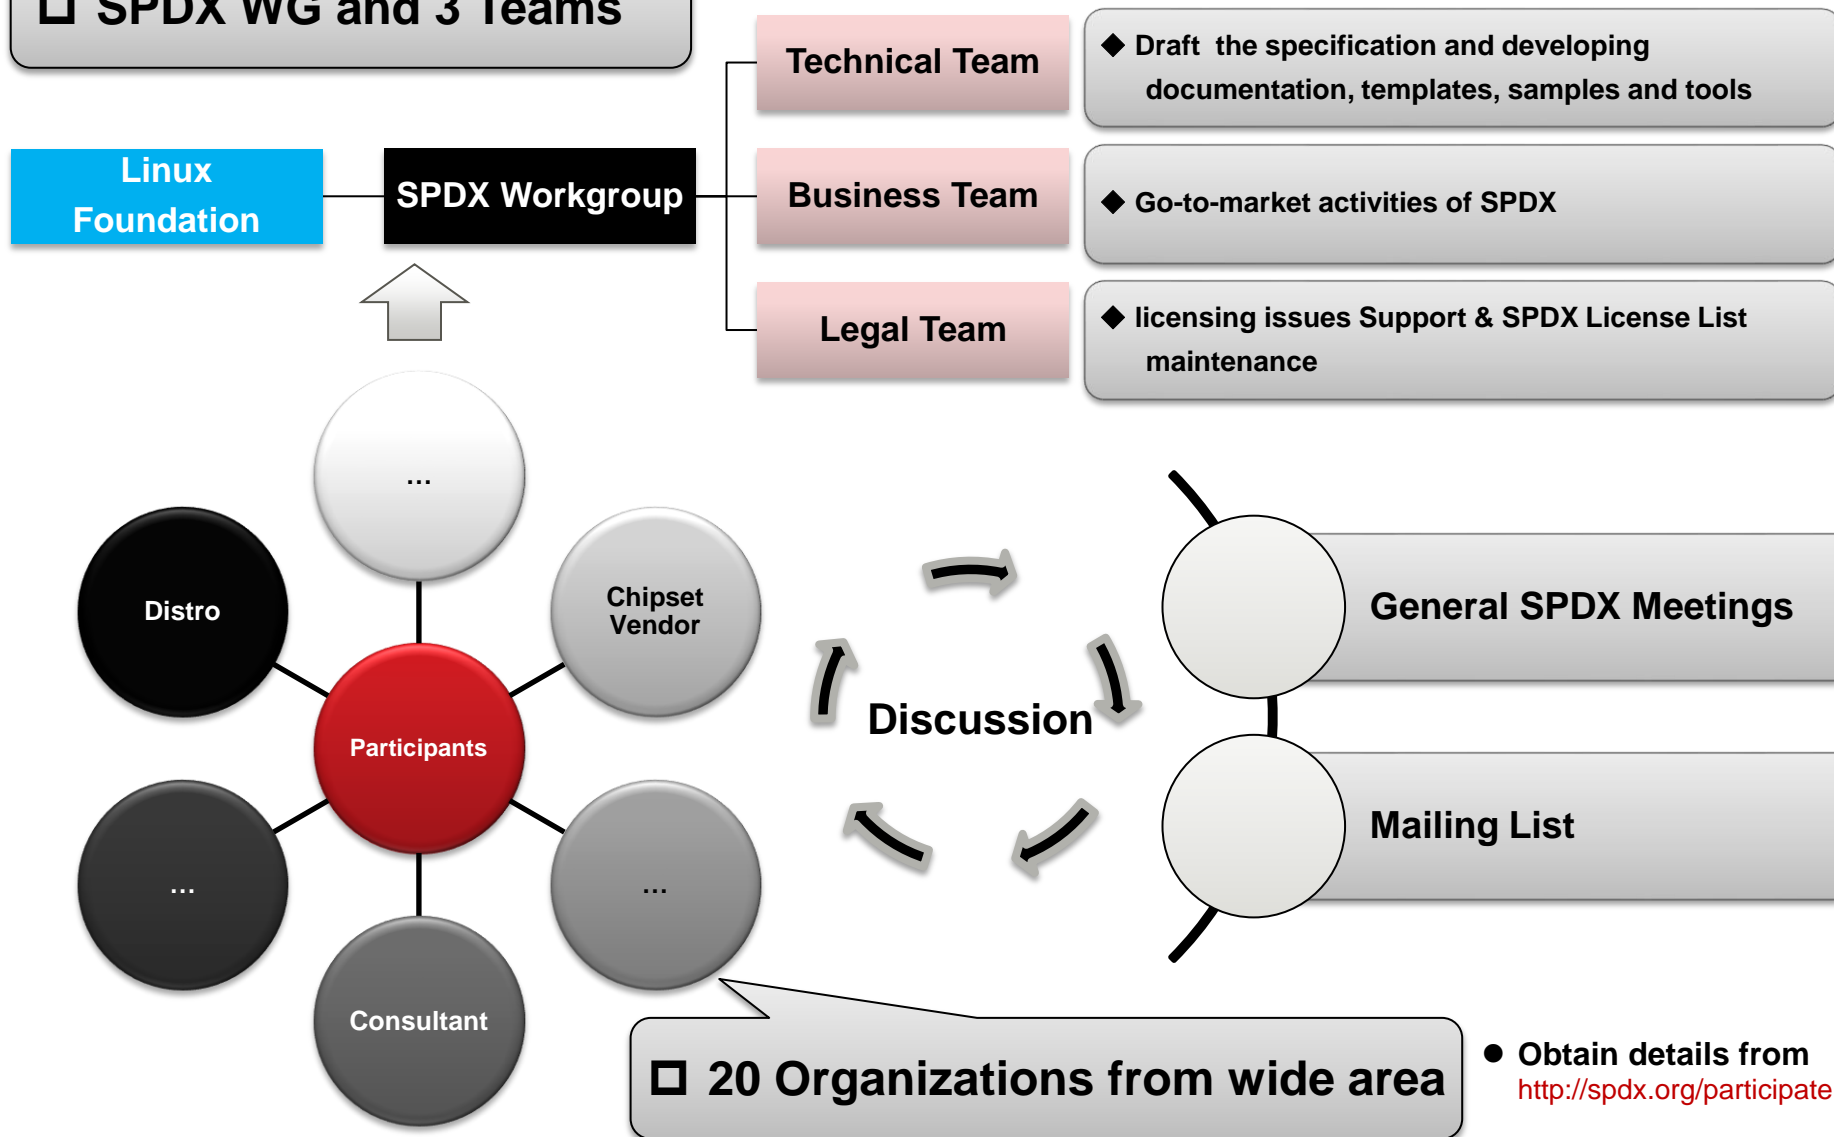 SPDX WG and 3 Teams
Technical Team
Draft the specification and developing
documentation, templates, samples and tools
Linux
Foundation
SPDX Workgroup
Business Team
Go-to-market activities of SPDX
Legal Team
licensing issues Support & SPDX License List
maintenance
...
Distro
Chipset
Vendor
Participants
...
...
Consultant
Discussion
General SPDX Meetings
Mailing List
20 Organizations from wide area
Obtain details from
http://spdx.org/participate